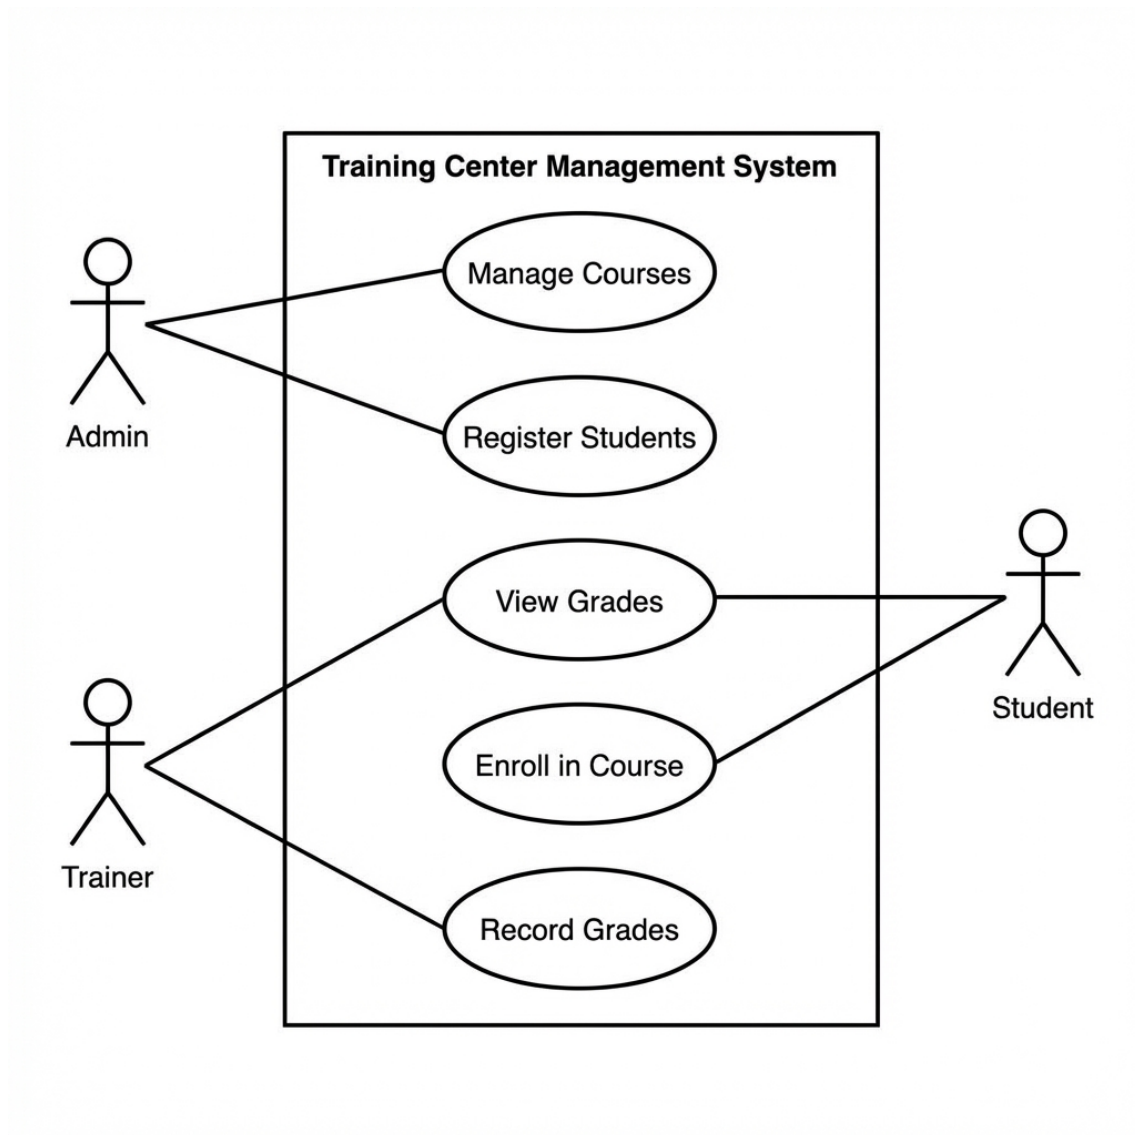 Training Center Management System
Manage Courses
Admin
Register Students
View Grades
Student
Enroll in Course
Trainer
Record Grades